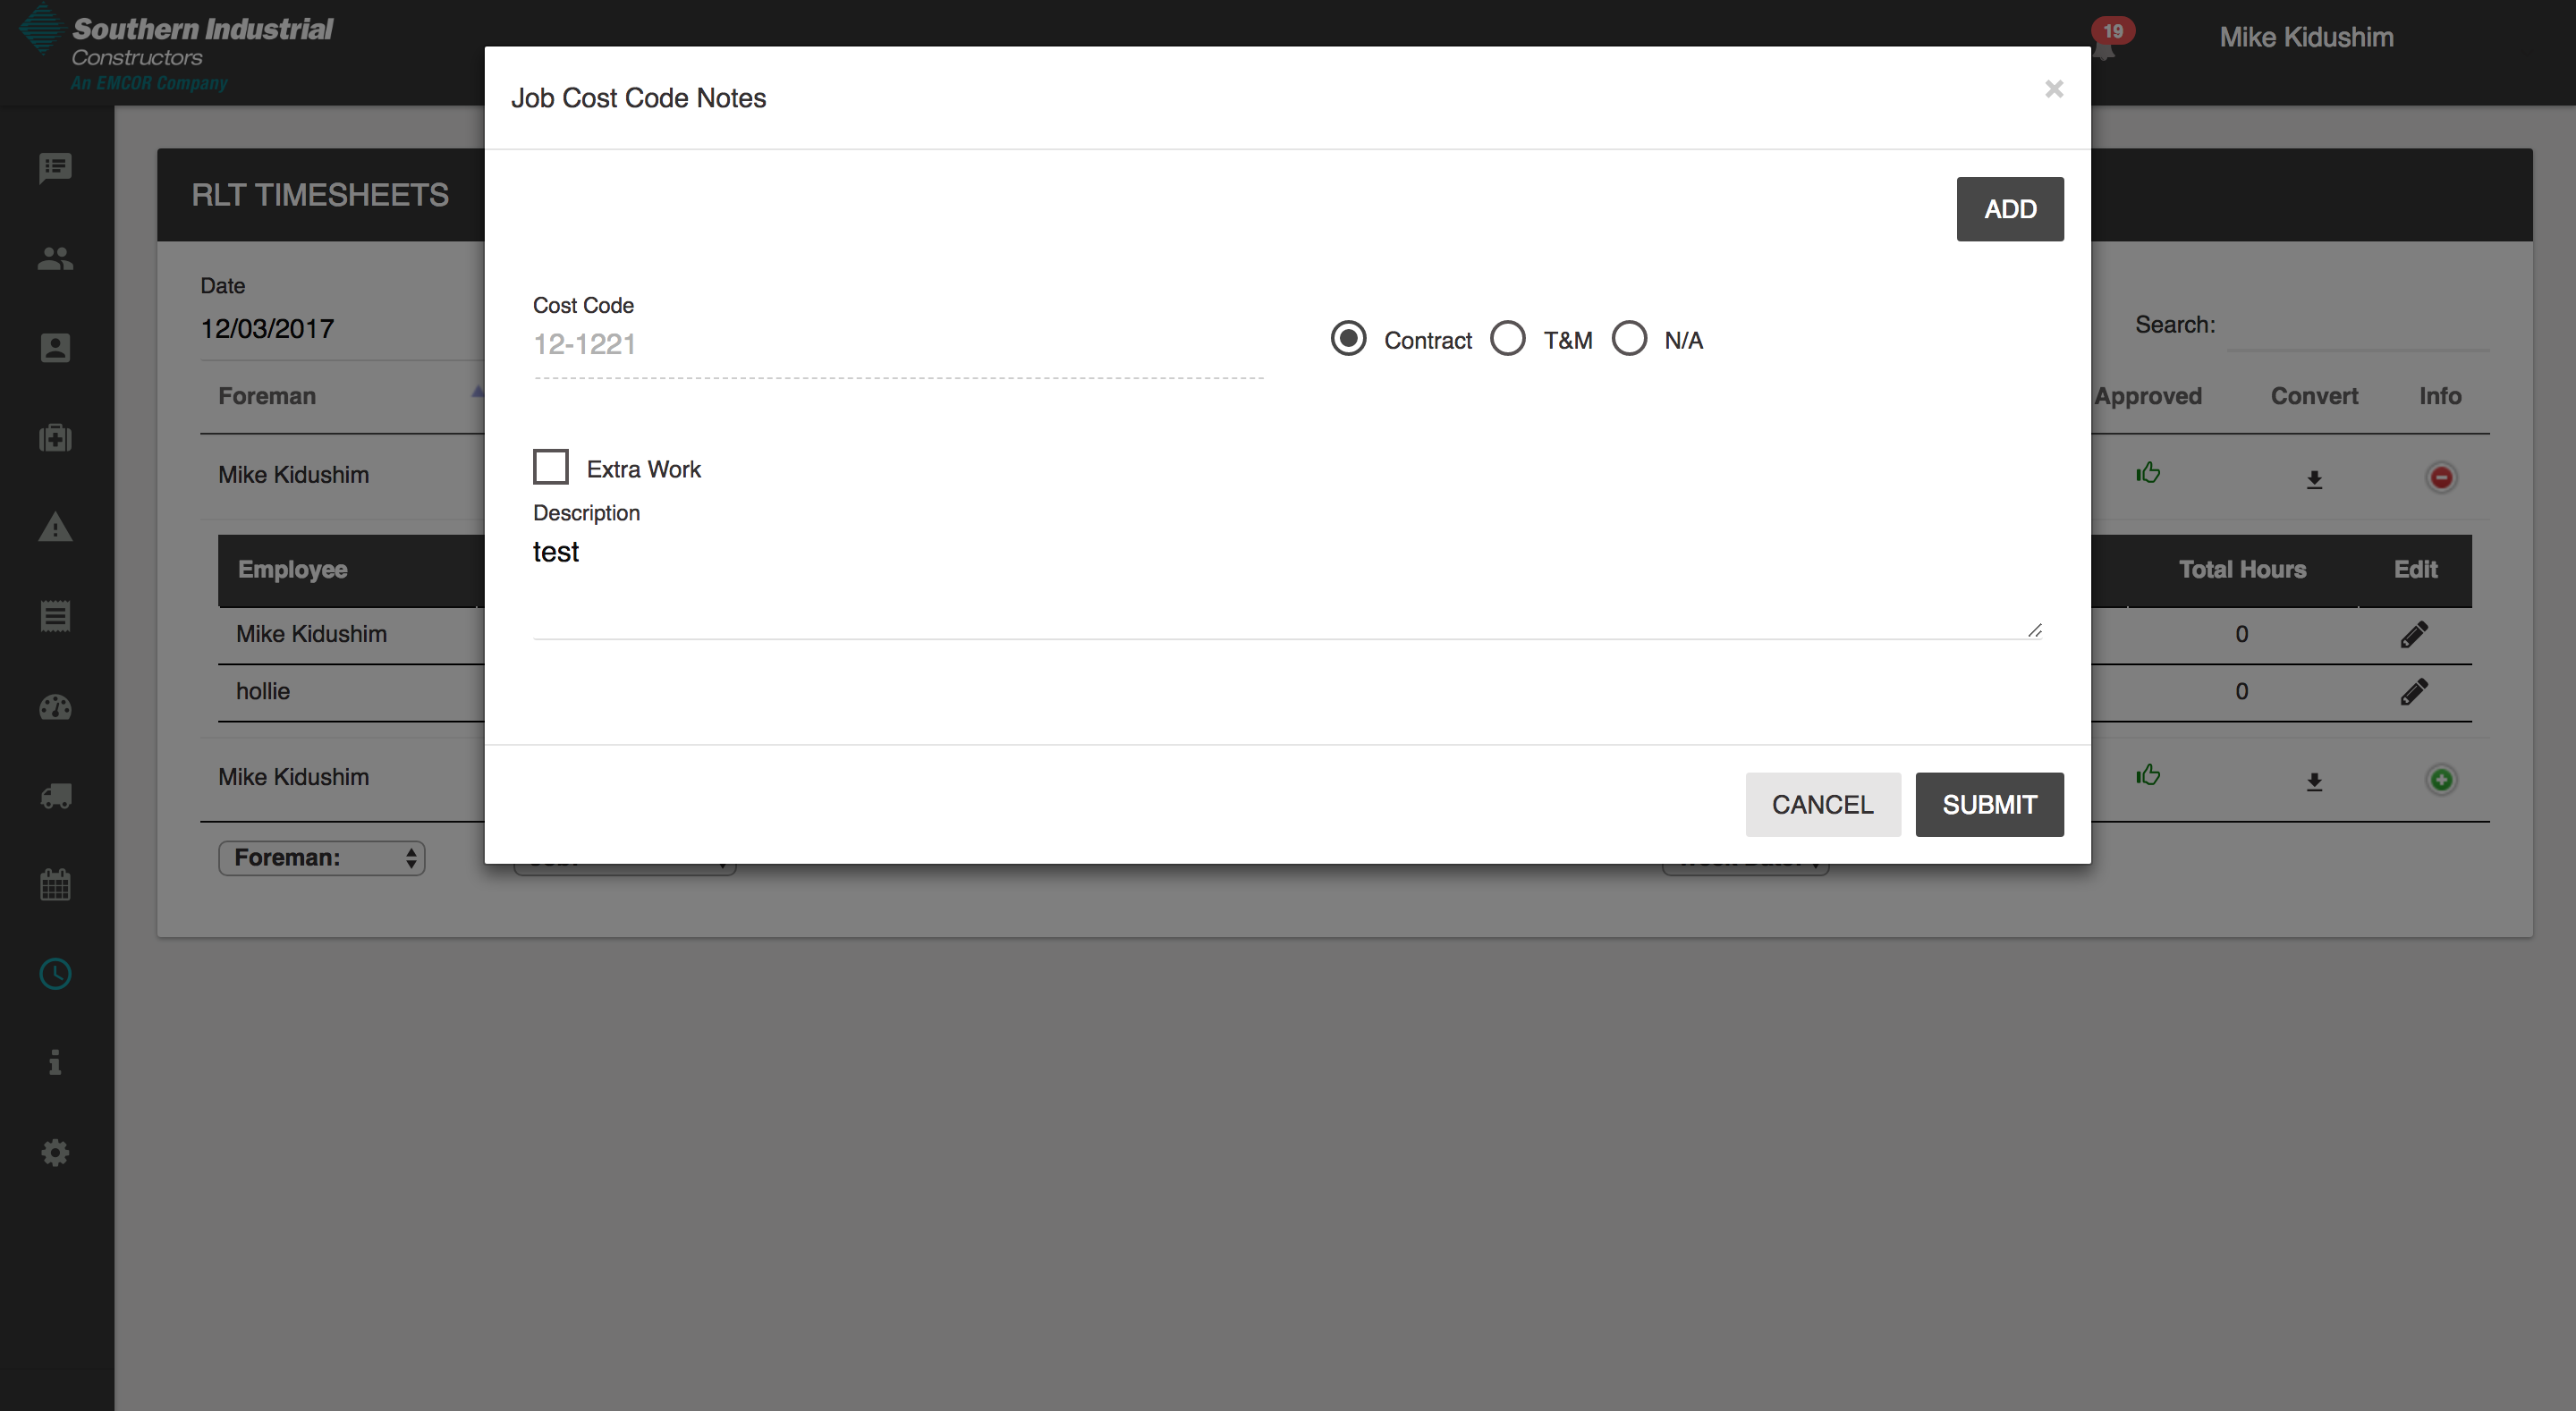 Southern Industrial
Constructors
An EMCOR Company
19
Mike Kidushim
Job Cost Code Notes
×
ADD
RLT TIMESHEETS
Date
12/03/2017
Search:
Cost Code
12-1221
Contract
T&M
N/A
Foreman
Approved
Convert
Info
Mike Kidushim
Extra Work
Description
test
Employee
Total Hours
Edit
Mike Kidushim
0
hollie
0
Mike Kidushim
CANCEL
SUBMIT
Foreman: